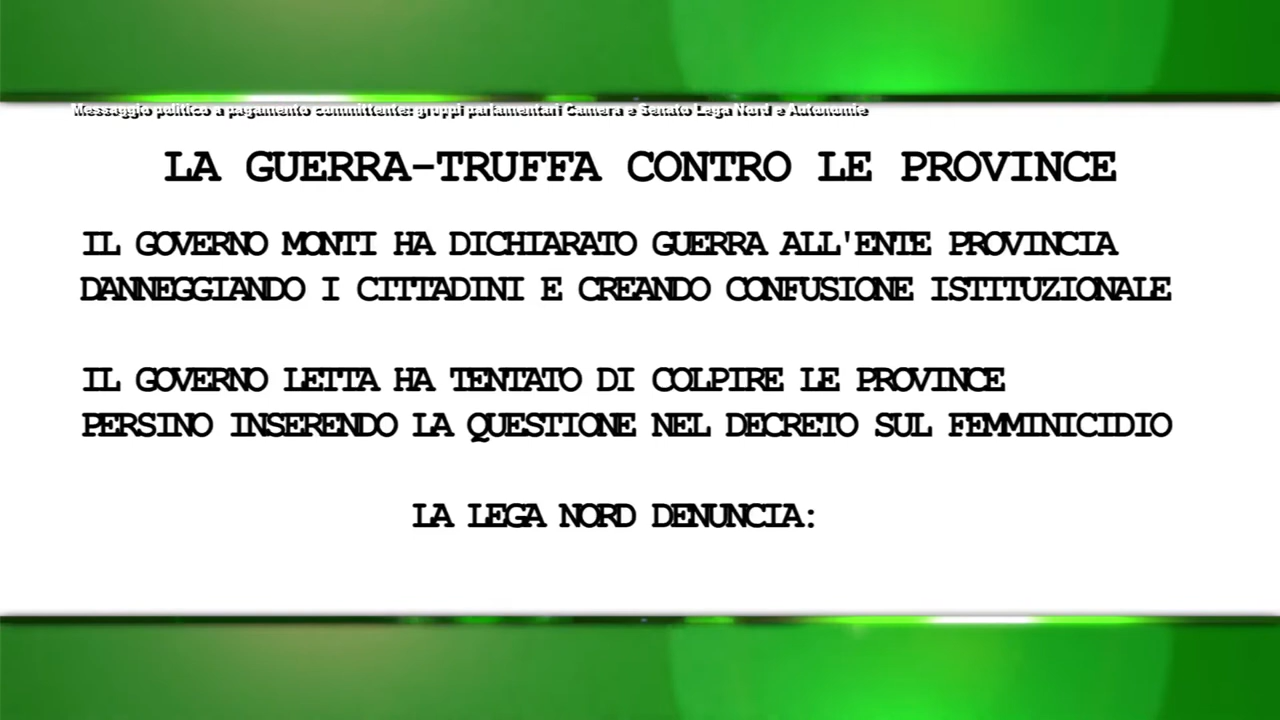 Messaggio politico a pagamento committente: gruppi parlamentari Camera e Senato Lega Nord e Autonomie
LA GUERRA-TRUFFA CONTRO LE PROVINCE
IL GOVERNO MONTI HA DICHIARATO GUERRA ALL'ENTE PROVINCIA
DANNEGGIANDO I CITTADINI E CREANDO CONFUSIONE ISTITUZIONALE
IL GOVERNO LETTA HA TENTATO DI COLPIRE LE PROVINCE
PERSINO INSERENDO LA QUESTIONE NEL DECRETO SUL FEMMINICIDIO
LA LEGA NORD DENUNCIA: